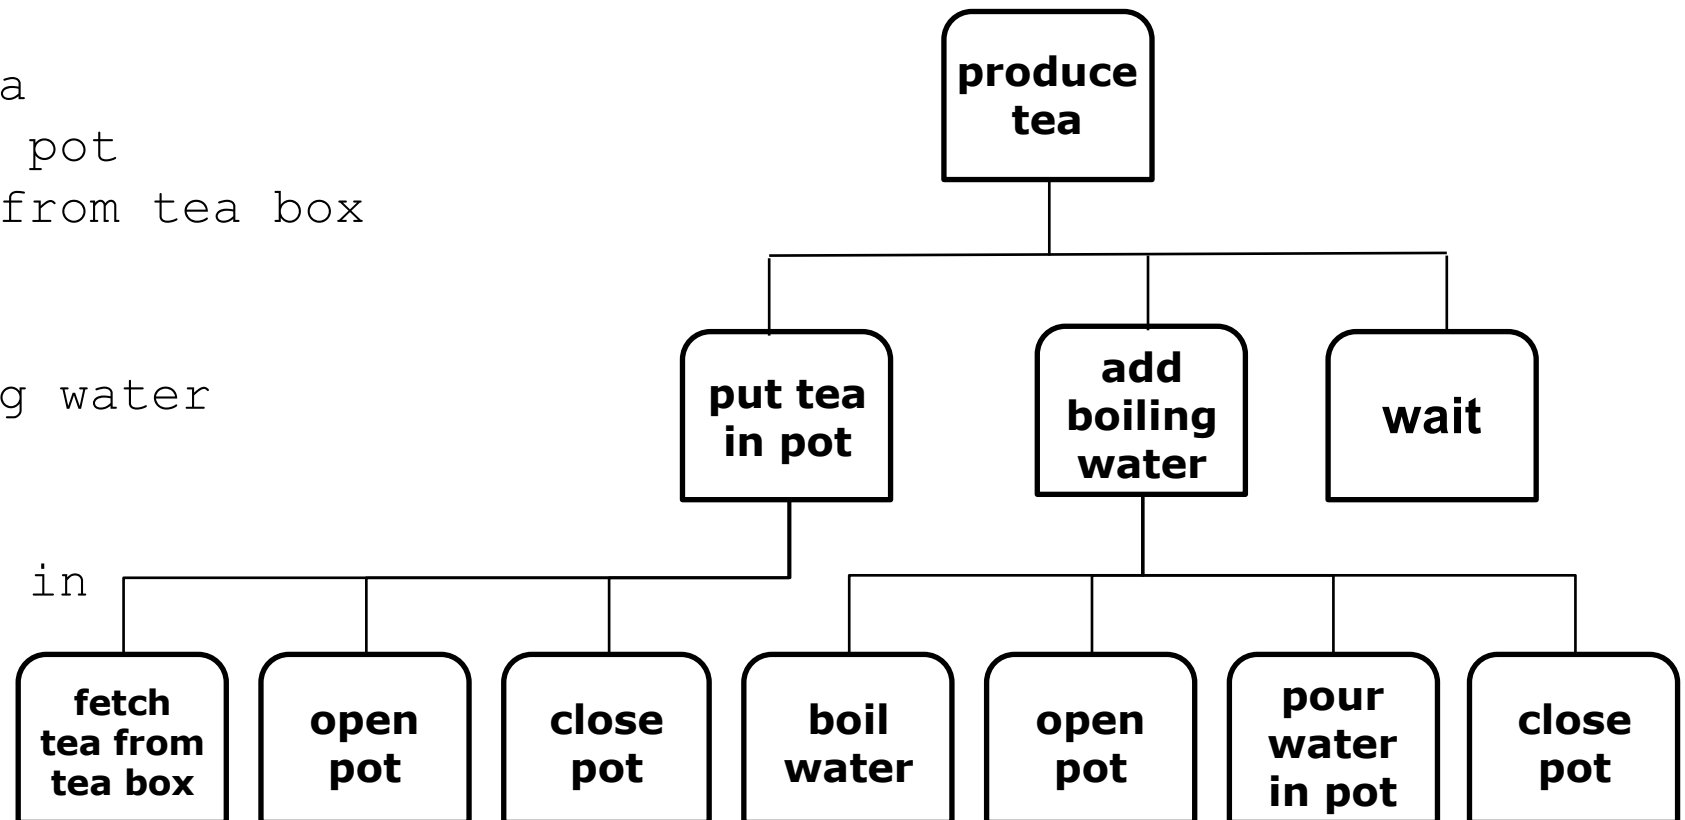 a
pot
from tea box
g water
in
produce
tea
put tea
in pot
add
boiling
water
wait
fetch
tea from
tea box
open
pot
close
pot
boil
water
open
pot
pour
water
in pot
close
pot